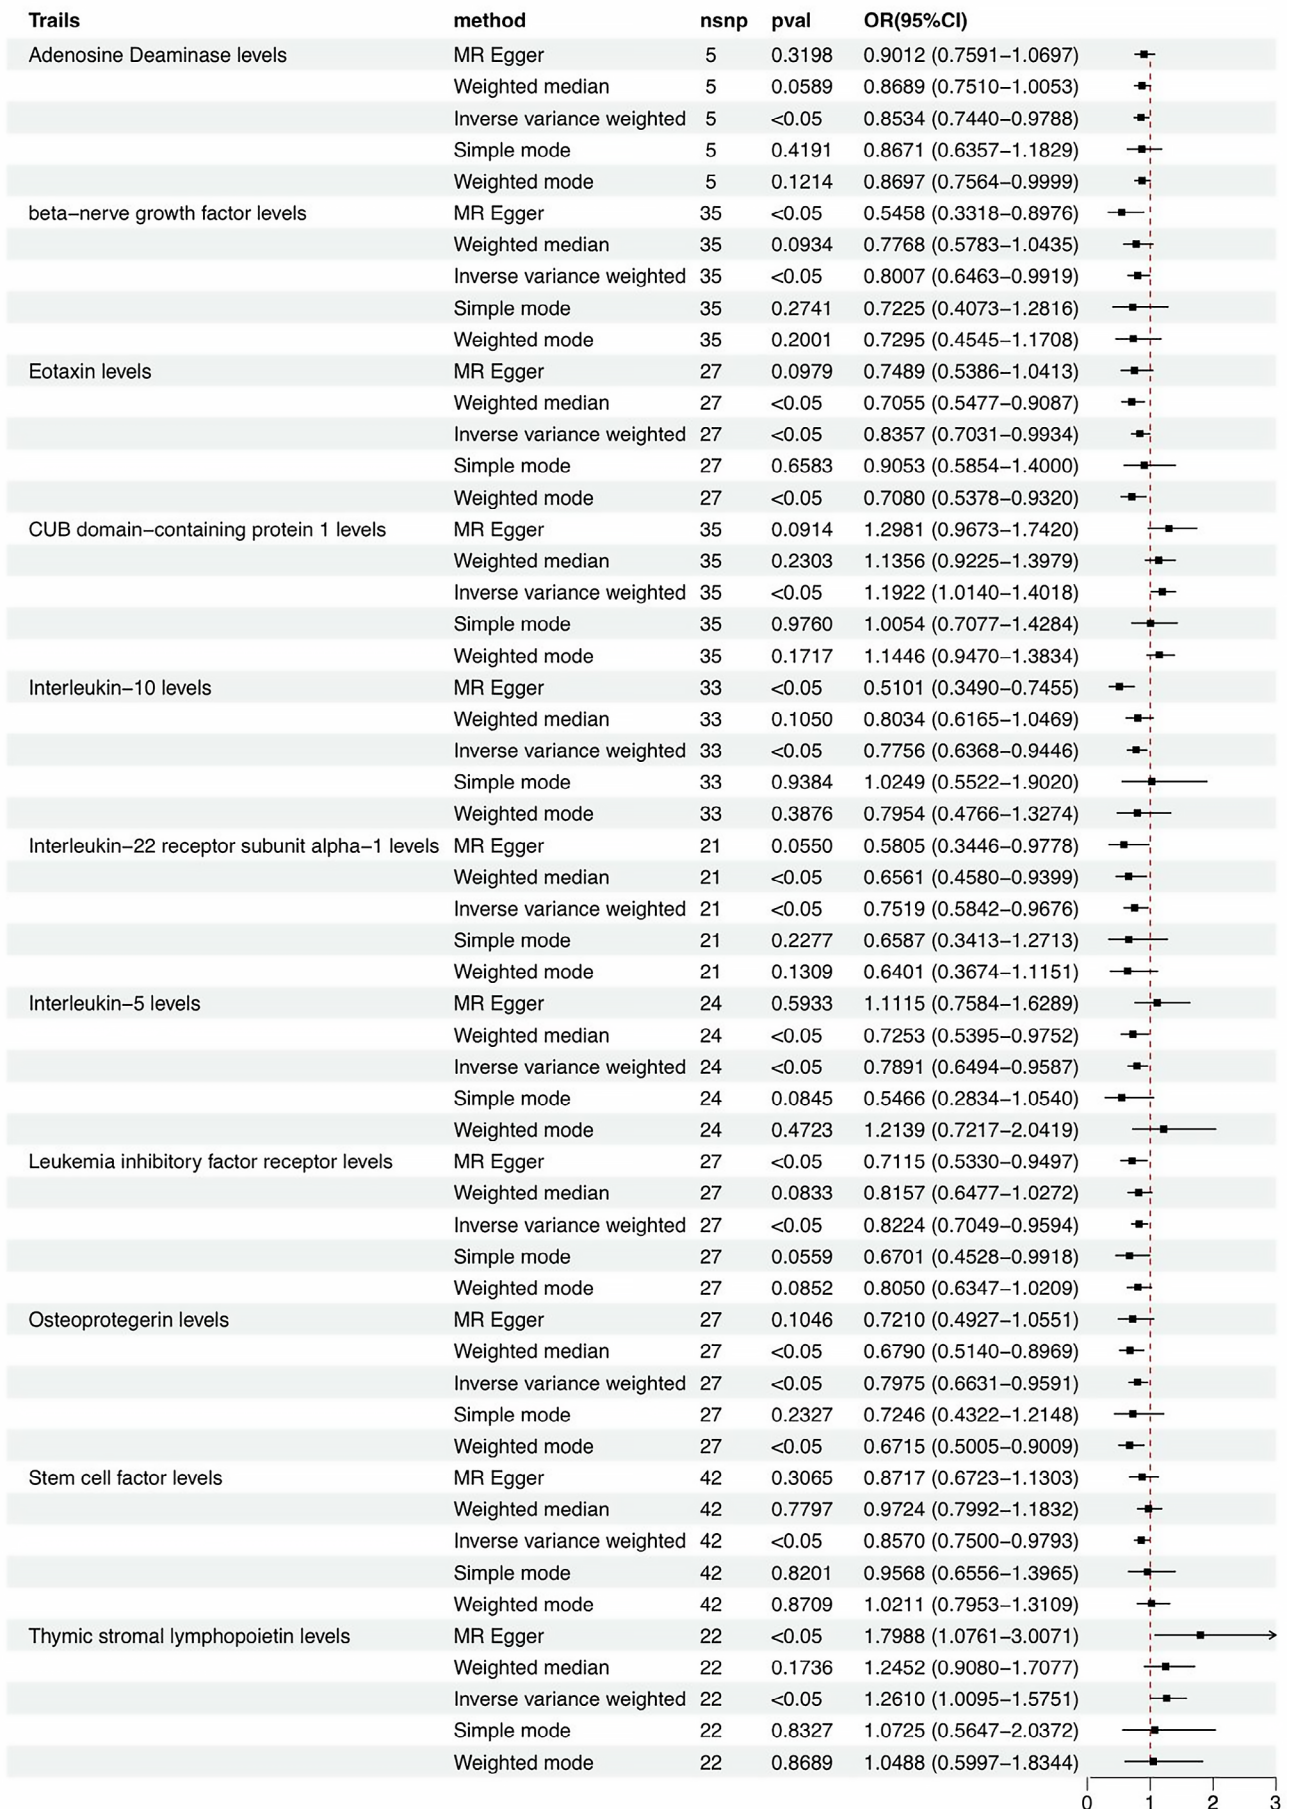 Trails method nsnp pval OR(95%CI)
Adenosine Deaminase levels MR Egger 5 0.3198 0.9012 (0.7591–1.0697)
Weighted median 5 0.0589 0.8689 (0.7510–1.0053)
Inverse variance weighted 5 <0.05 0.8534 (0.7440–0.9788)
Simple mode 5 0.4191 0.8671 (0.6357–1.1829)
Weighted mode 5 0.1214 0.8697 (0.7564–0.9999)
beta–nerve growth factor levels MR Egger 35 <0.05 0.5458 (0.3318–0.8976)
Weighted median 35 0.0934 0.7768 (0.5783–1.0435)
Inverse variance weighted 35 <0.05 0.8007 (0.6463–0.9919)
Simple mode 35 0.2741 0.7225 (0.4073–1.2816)
Weighted mode 35 0.2001 0.7295 (0.4545–1.1708)
Eotaxin levels MR Egger 27 0.0979 0.7489 (0.5386–1.0413)
Weighted median 27 <0.05 0.7055 (0.5477–0.9087)
Inverse variance weighted 27 <0.05 0.8357 (0.7031–0.9934)
Simple mode 27 0.6583 0.9053 (0.5854–1.4000)
Weighted mode 27 <0.05 0.7080 (0.5378–0.9320)
CUB domain–containing protein 1 levels MR Egger 35 0.0914 1.2981 (0.9673–1.7420)
Weighted median 35 0.2303 1.1356 (0.9225–1.3979)
Inverse variance weighted 35 <0.05 1.1922 (1.0140–1.4018)
Simple mode 35 0.9760 1.0054 (0.7077–1.4284)
Weighted mode 35 0.1717 1.1446 (0.9470–1.3834)
Interleukin–10 levels MR Egger 33 <0.05 0.5101 (0.3490–0.7455)
Weighted median 33 0.1050 0.8034 (0.6165–1.0469)
Inverse variance weighted 33 <0.05 0.7756 (0.6368–0.9446)
Simple mode 33 0.9384 1.0249 (0.5522–1.9020)
Weighted mode 33 0.3876 0.7954 (0.4766–1.3274)
Interleukin–22 receptor subunit alpha–1 levels MR Egger 21 0.0550 0.5805 (0.3446–0.9778)
Weighted median 21 <0.05 0.6561 (0.4580–0.9399)
Inverse variance weighted 21 <0.05 0.7519 (0.5842–0.9676)
Simple mode 21 0.2277 0.6587 (0.3413–1.2713)
Weighted mode 21 0.1309 0.6401 (0.3674–1.1151)
Interleukin–5 levels MR Egger 24 0.5933 1.1115 (0.7584–1.6289)
Weighted median 24 <0.05 0.7253 (0.5395–0.9752)
Inverse variance weighted 24 <0.05 0.7891 (0.6494–0.9587)
Simple mode 24 0.0845 0.5466 (0.2834–1.0540)
Weighted mode 24 0.4723 1.2139 (0.7217–2.0419)
Leukemia inhibitory factor receptor levels MR Egger 27 <0.05 0.7115 (0.5330–0.9497)
Weighted median 27 0.0833 0.8157 (0.6477–1.0272)
Inverse variance weighted 27 <0.05 0.8224 (0.7049–0.9594)
Simple mode 27 0.0559 0.6701 (0.4528–0.9918)
Weighted mode 27 0.0852 0.8050 (0.6347–1.0209)
Osteoprotegerin levels MR Egger 27 0.1046 0.7210 (0.4927–1.0551)
Weighted median 27 <0.05 0.6790 (0.5140–0.8969)
Inverse variance weighted 27 <0.05 0.7975 (0.6631–0.9591)
Simple mode 27 0.2327 0.7246 (0.4322–1.2148)
Weighted mode 27 <0.05 0.6715 (0.5005–0.9009)
Stem cell factor levels MR Egger 42 0.3065 0.8717 (0.6723–1.1303)
Weighted median 42 0.7797 0.9724 (0.7992–1.1832)
Inverse variance weighted 42 <0.05 0.8570 (0.7500–0.9793)
Simple mode 42 0.8201 0.9568 (0.6556–1.3965)
Weighted mode 42 0.8709 1.0211 (0.7953–1.3109)
Thymic stromal lymphopoietin levels MR Egger 22 <0.05 1.7988 (1.0761–3.0071)
Weighted median 22 0.1736 1.2452 (0.9080–1.7077)
Inverse variance weighted 22 <0.05 1.2610 (1.0095–1.5751)
Simple mode 22 0.8327 1.0725 (0.5647–2.0372)
Weighted mode 22 0.8689 1.0488 (0.5997–1.8344)
0 1 2 3